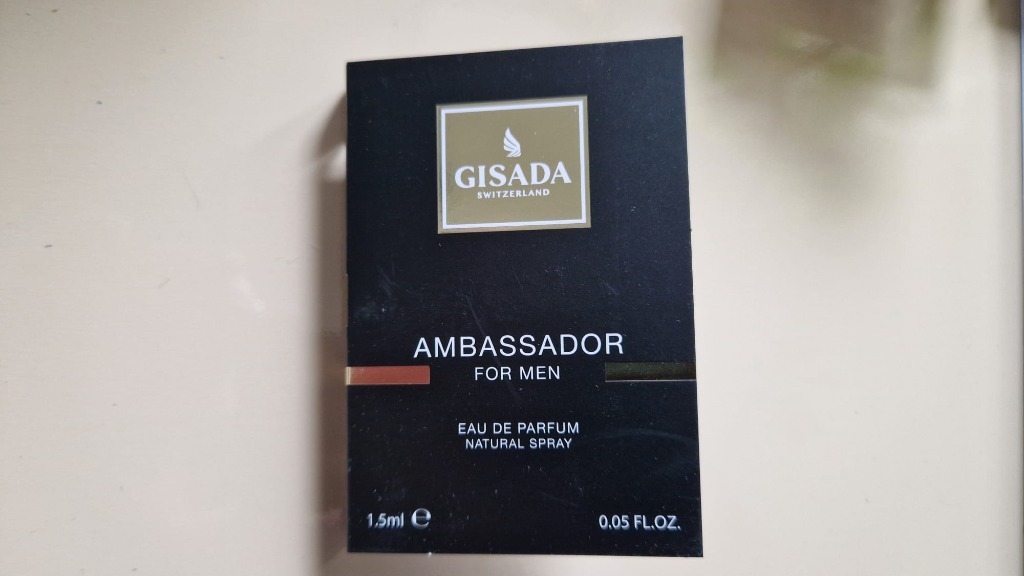 GISADA
SWITZERLAND
AMBASSADOR
FOR MEN
EAU DE PARFUM
NATURAL SPRAY
1.5ml ℮ 0.05 FL.OZ.